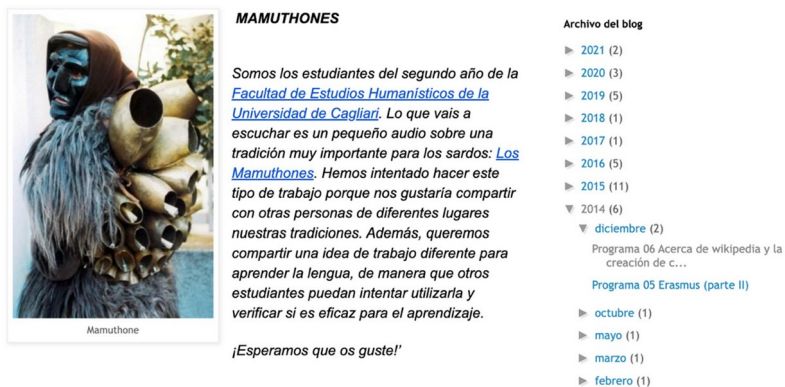 MAMUTHONES
Somos los estudiantes del segundo año de la
Facultad de Estudios Humanísticos de la
Universidad de Cagliari. Lo que vais a
escuchar es un pequeño audio sobre una
tradición muy importante para los sardos: Los
Mamuthones. Hemos intentado hacer este
tipo de trabajo porque nos gustaría compartir
con otras personas de diferentes lugares
nuestras tradiciones. Además, queremos
compartir una idea de trabajo diferente para
aprender la lengua, de manera que otros
estudiantes puedan intentar utilizarla y
verificar si es eficaz para el aprendizaje.
¡Esperamos que os guste!’
Mamuthone
Archivo del blog
► 2021 (2)
► 2020 (3)
► 2019 (5)
► 2018 (1)
► 2017 (1)
► 2016 (5)
► 2015 (11)
▼ 2014 (6)
▼ diciembre (2)
Programa 06 Acerca de wikipedia y la
creación de c...
Programa 05 Erasmus (parte II)
► octubre (1)
► mayo (1)
► marzo (1)
► febrero (1)